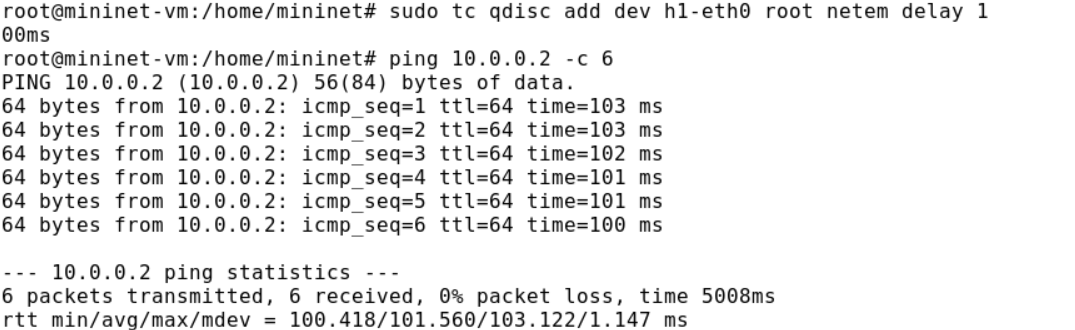 root@mininet-vm:/home/mininet# sudo tc qdisc add dev h1-eth0 root netem delay 1
00ms
root@mininet-vm:/home/mininet# ping 10.0.0.2 -c 6
PING 10.0.0.2 (10.0.0.2) 56(84) bytes of data.
64 bytes from 10.0.0.2: icmp_seq=1 ttl=64 time=103 ms
64 bytes from 10.0.0.2: icmp_seq=2 ttl=64 time=103 ms
64 bytes from 10.0.0.2: icmp_seq=3 ttl=64 time=102 ms
64 bytes from 10.0.0.2: icmp_seq=4 ttl=64 time=101 ms
64 bytes from 10.0.0.2: icmp_seq=5 ttl=64 time=101 ms
64 bytes from 10.0.0.2: icmp_seq=6 ttl=64 time=100 ms
--- 10.0.0.2 ping statistics ---
6 packets transmitted, 6 received, 0% packet loss, time 5008ms
rtt min/avg/max/mdev = 100.418/101.560/103.122/1.147 ms